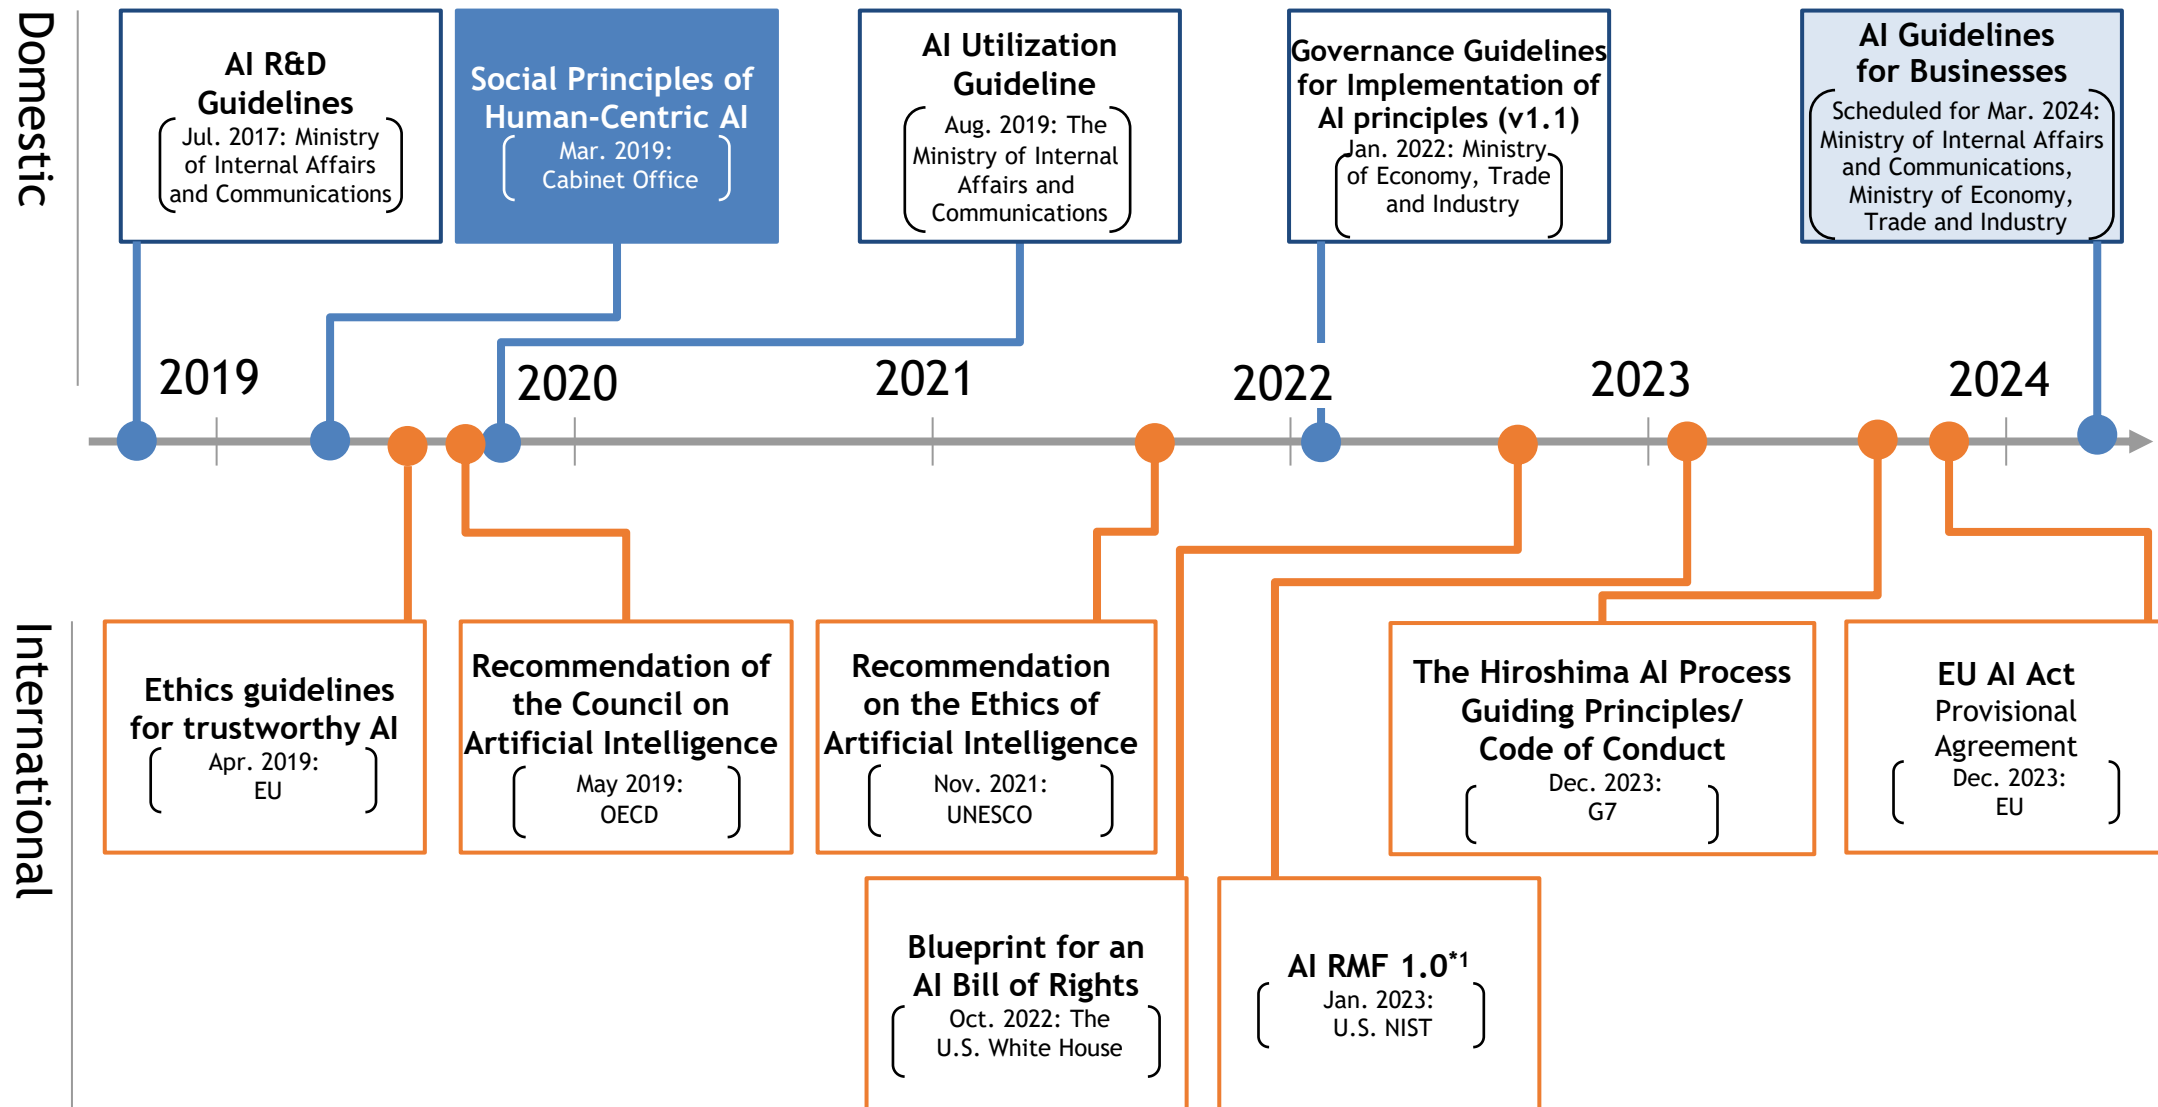 Domestic
AI R&D
Guidelines
Jul. 2017: Ministry
of Internal Affairs
and Communications
Social Principles of
Human-Centric AI
Mar. 2019:
Cabinet Office
AI Utilization
Guideline
Aug. 2019: The
Ministry of Internal
Affairs and
Communications
Governance Guidelines
for Implementation of
AI principles (v1.1)
Jan. 2022: Ministry
of Economy, Trade
and Industry
AI Guidelines
for Businesses
Scheduled for Mar. 2024:
Ministry of Internal Affairs
and Communications,
Ministry of Economy,
Trade and Industry
2019
2020
2021
2022
2023
2024
International
Ethics guidelines
for trustworthy AI
Apr. 2019:
EU
Recommendation of
the Council on
Artificial Intelligence
May 2019:
OECD
Recommendation
on the Ethics of
Artificial Intelligence
Nov. 2021:
UNESCO
The Hiroshima AI Process
Guiding Principles/
Code of Conduct
Dec. 2023:
G7
EU AI Act
Provisional
Agreement
Dec. 2023:
EU
Blueprint for an
AI Bill of Rights
Oct. 2022: The
U.S. White House
AI RMF 1.0*1
Jan. 2023:
U.S. NIST